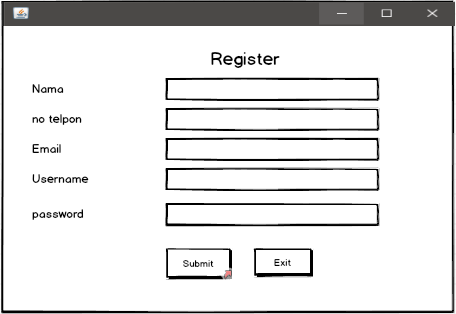 Register
Nama
no telpon
Email
Username
password
Submit
Exit